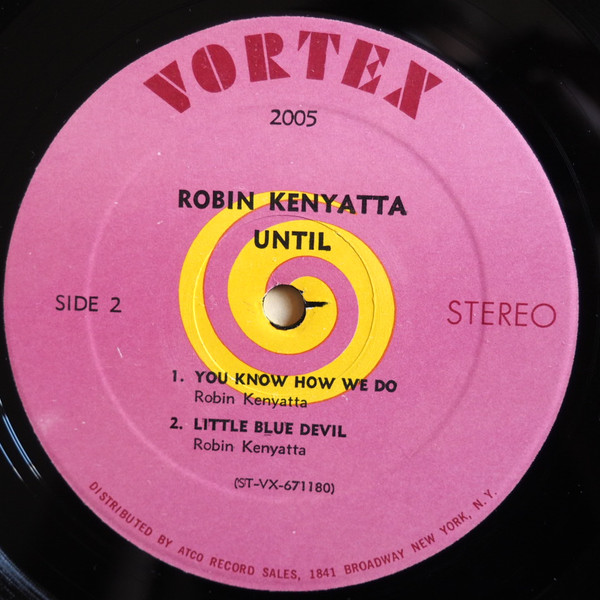 VORTEX
2005
ROBIN KENYATTA
UNTIL
SIDE 2
STEREO
1. YOU KNOW HOW WE DO
Robin Kenyatta
2. LITTLE BLUE DEVIL
Robin Kenyatta
(ST-VX-671180)
DISTRIBUTED BY ATCO RECORD SALES, 1841 BROADWAY NEW YORK, N.Y.